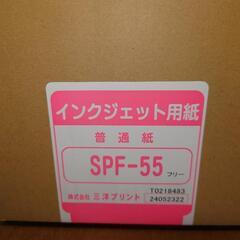 インクジェット用紙
普通紙
SPF-55 フリー
株式会社 三洋プリント
T0218483
24052322